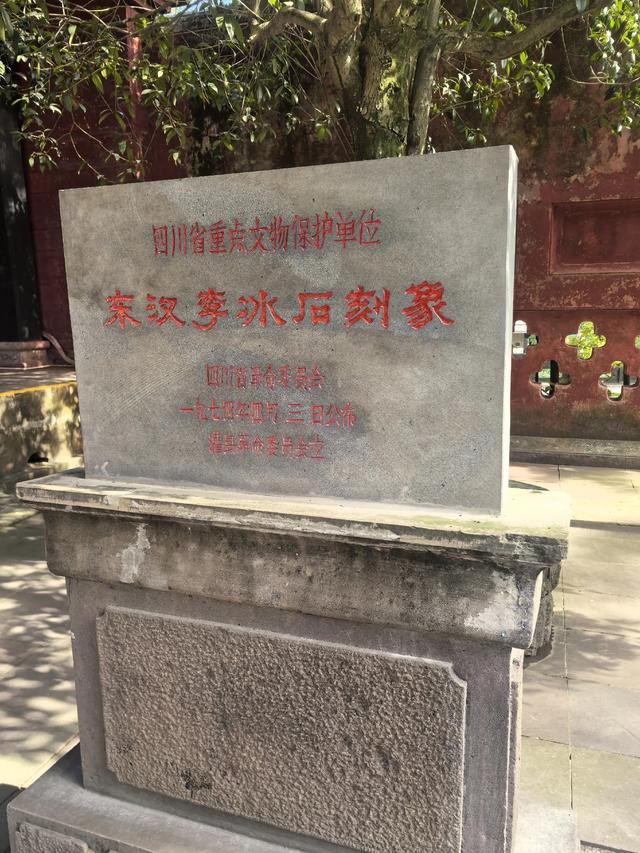 四川省重点文物保护单位
东汉李冰石刻象
四川省革命委员会
一九七四年四月 三 日公布
灌县革命委员会立